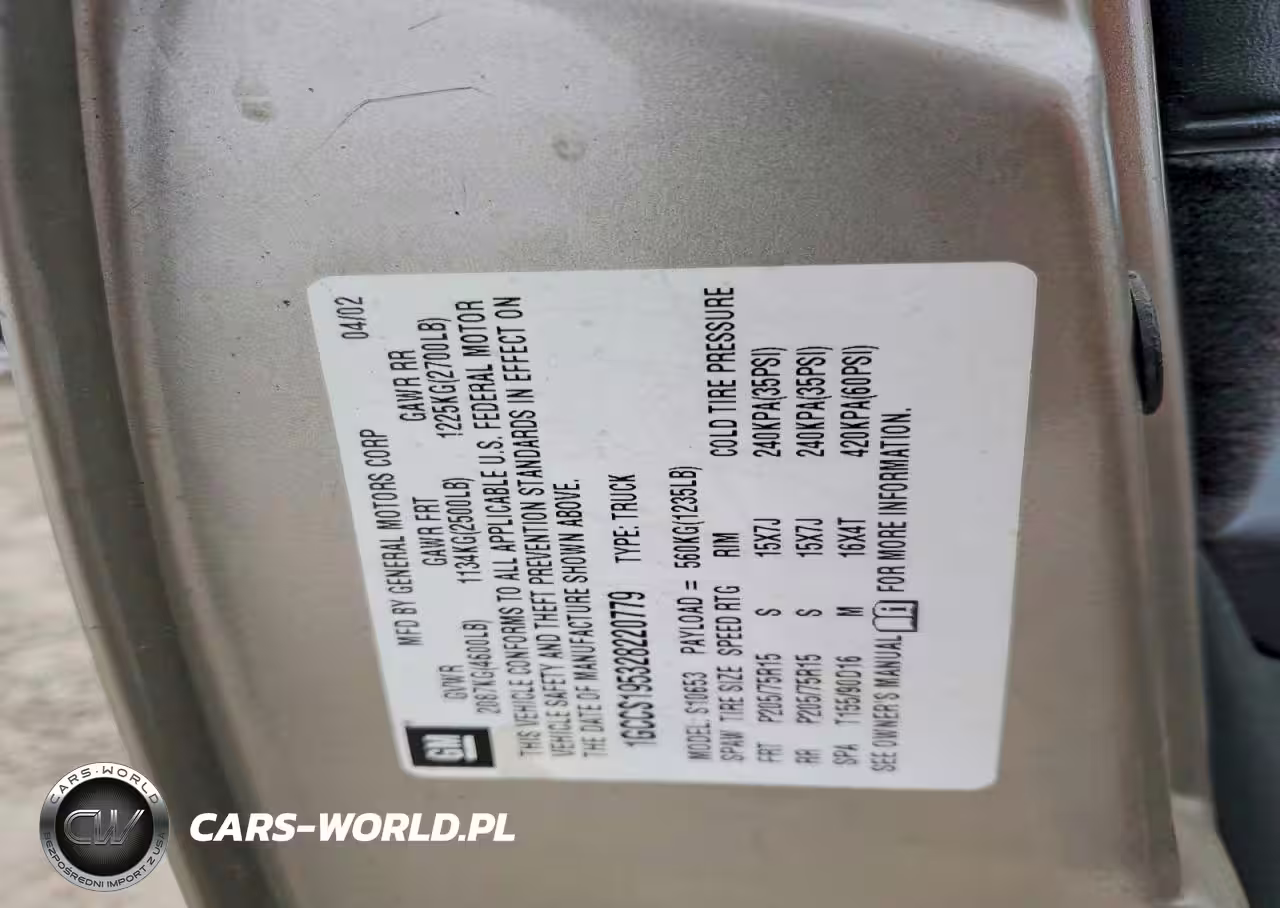 MFD BY GENERAL MOTORS CORP 04/02
GM
GVWR GAWR FRT GAWR RR
2087KG(4600LB) 1134KG(2500LB) 1225KG(2700LB)
THIS VEHICLE CONFORMS TO ALL APPLICABLE U.S. FEDERAL MOTOR
VEHICLE SAFETY AND THEFT PREVENTION STANDARDS IN EFFECT ON
THE DATE OF MANUFACTURE SHOWN ABOVE.
1GCCS195328220779 TYPE: TRUCK
MODEL: S10653 PAYLOAD = 560KG(1235LB)
SPAW TIRE SIZE SPEED RTG RIM COLD TIRE PRESSURE
FRT P205/75R15 S 15X7J 240KPA(35PSI)
RR P205/75R15 S 15X7J 240KPA(35PSI)
SPA T155/90D16 M 16X4T 420KPA(60PSI)
SEE OWNER'S MANUAL i FOR MORE INFORMATION.
CARS-WORLD
CW
BEZPOŚREDNI IMPORT Z USA
CARS-WORLD.PL